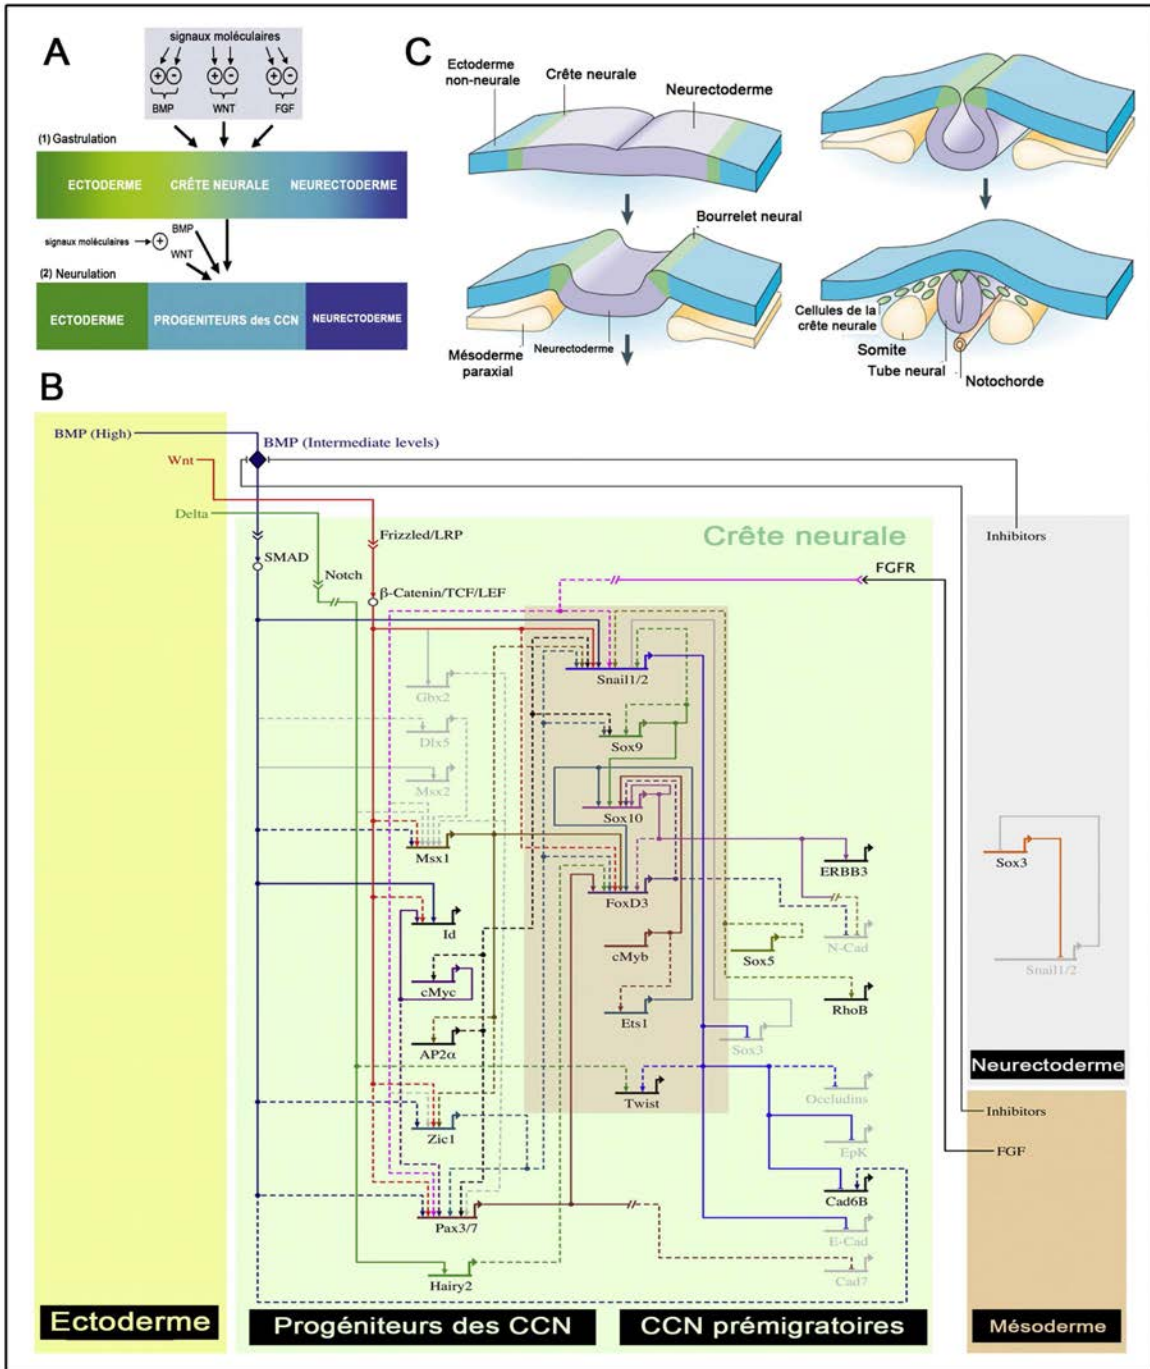 A
signaux moléculaires
+ - + - + -
BMP WNT FGF
(1) Gastrulation
ECTODERME CRÊTE NEURALE NEURECTODERME
signaux moléculaires + BMP
WNT
(2) Neurulation
ECTODERME PROGENITEURS des CCN NEURECTODERME
C
Ectoderme
non-neurale
Crête neurale
Neurectoderme
Bourrelet neural
Mésoderme
paraxial
Neurectoderme
Cellules de la
crête neurale
Somite
Tube neural
Notochorde
B
BMP (High)
BMP (Intermediate levels)
Wnt
Delta
Frizzled/LRP
Crête neurale
Inhibitors
SMAD
Notch
FGFR
β-Catenin/TCF/LEF
Snail1/2
Gbx2
Dlx5
Sox9
Msx2
Sox10
Msx1
ERBB3
Sox3
FoxD3
Id
cMyb
Sox5
N-Cad
Snail1/2
cMyc
RhoB
Ets1
AP2α
Sox3
Neurectoderme
Twist
Occludins
Inhibitors
Zic1
EpK
FGF
Cad6B
Pax3/7
E-Cad
Hairy2
Cad7
Ectoderme
Progéniteurs des CCN
CCN prémigratoires
Mésoderme